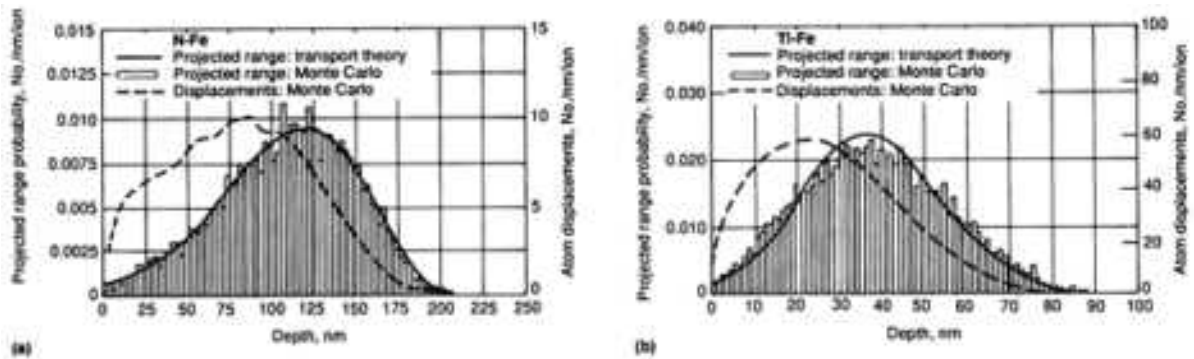 N-Fe
Projected range: transport theory
Projected range: Monte Carlo
Displacements: Monte Carlo
Projected range probability, No./nm/ion
0.015
0.0125
0.010
0.0075
0.005
0.0025
0
15
10
5
0
Atom displacements, No./nm/ion
0 25 50 75 100 125 150 175 200 225 250
Depth, nm
(a)
Ti-Fe
Projected range: transport theory
Projected range: Monte Carlo
Displacements: Monte Carlo
Projected range probability, No./nm/ion
0.040
0.030
0.020
0.010
0
100
80
60
40
20
0
Atom displacements, No./nm/ion
0 10 20 30 40 50 60 70 80 90 100
Depth, nm
(b)